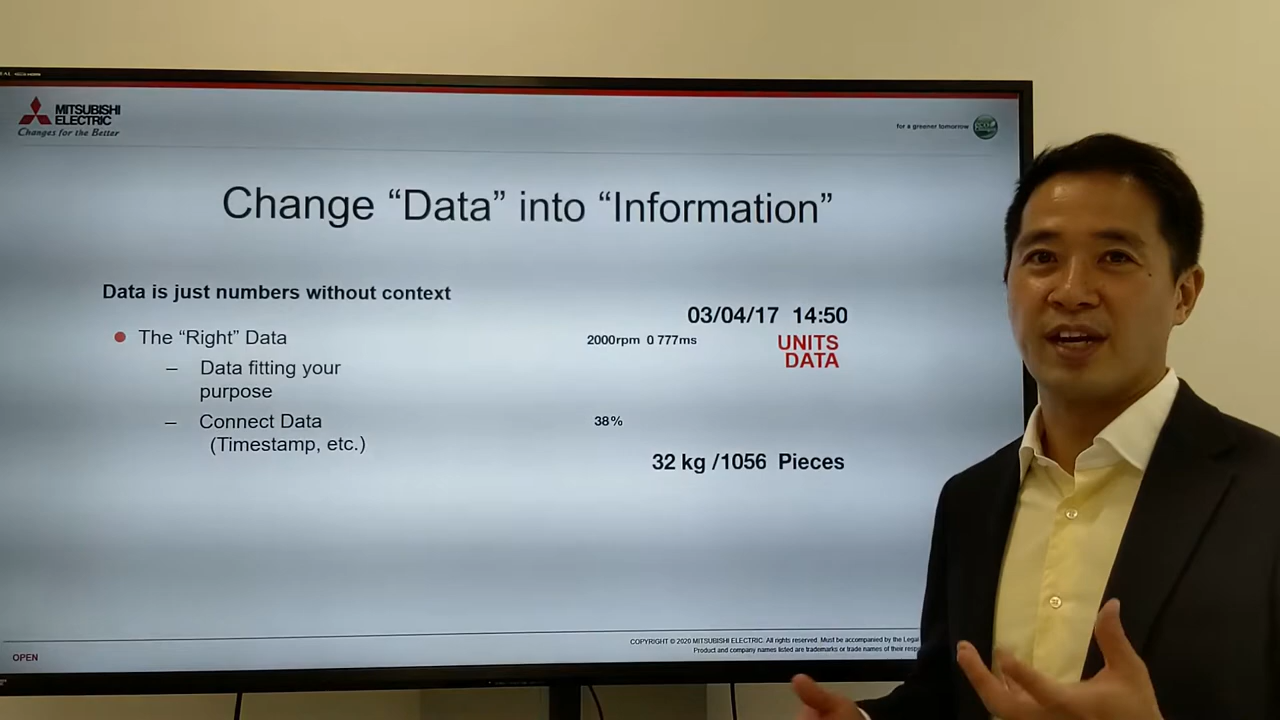 MITSUBISHI
ELECTRIC
Changes for the Better
for a greener tomorrow
eco
Change “Data” into “Information”
Data is just numbers without context
The “Right” Data
– Data fitting your
purpose
– Connect Data
(Timestamp, etc.)
03/04/17 14:50
2000rpm 0 777ms
UNITS
DATA
38%
32 kg /1056 Pieces
OPEN
COPYRIGHT © 2020 MITSUBISHI ELECTRIC. All rights reserved. Must be accompanied by the Legal
Product and company names listed are trademarks or trade names of their resp